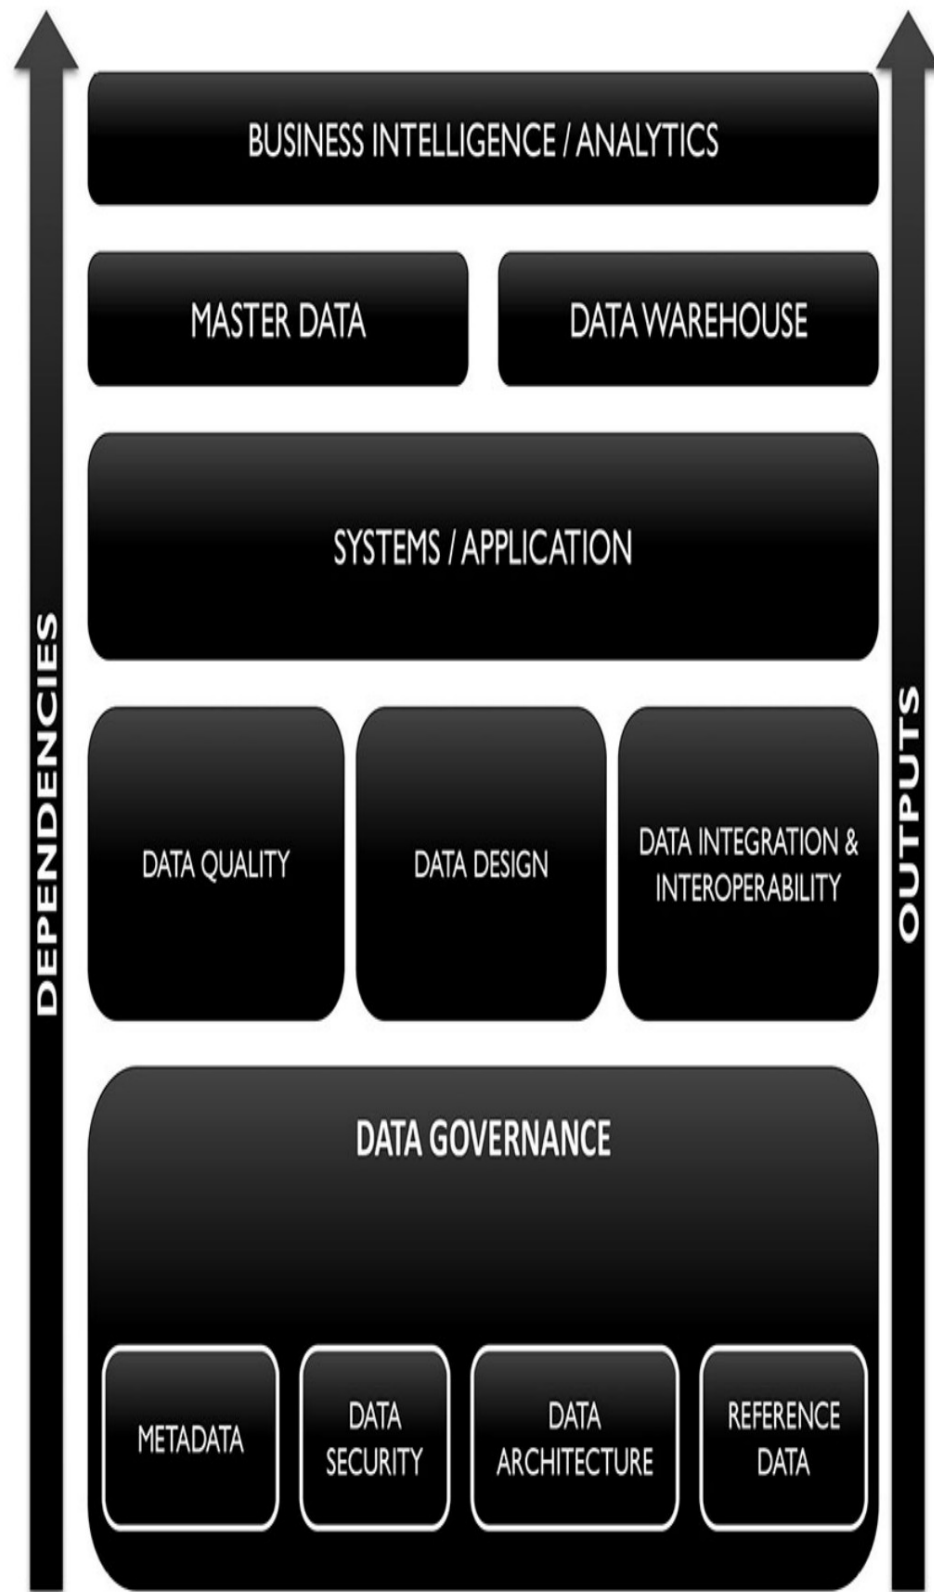 BUSINESS INTELLIGENCE / ANALYTICS
MASTER DATA
DATA WAREHOUSE
SYSTEMS / APPLICATION
DEPENDENCIES
OUTPUTS
DATA QUALITY
DATA DESIGN
DATA INTEGRATION &
INTEROPERABILITY
DATA GOVERNANCE
METADATA
DATA
SECURITY
DATA
ARCHITECTURE
REFERENCE
DATA